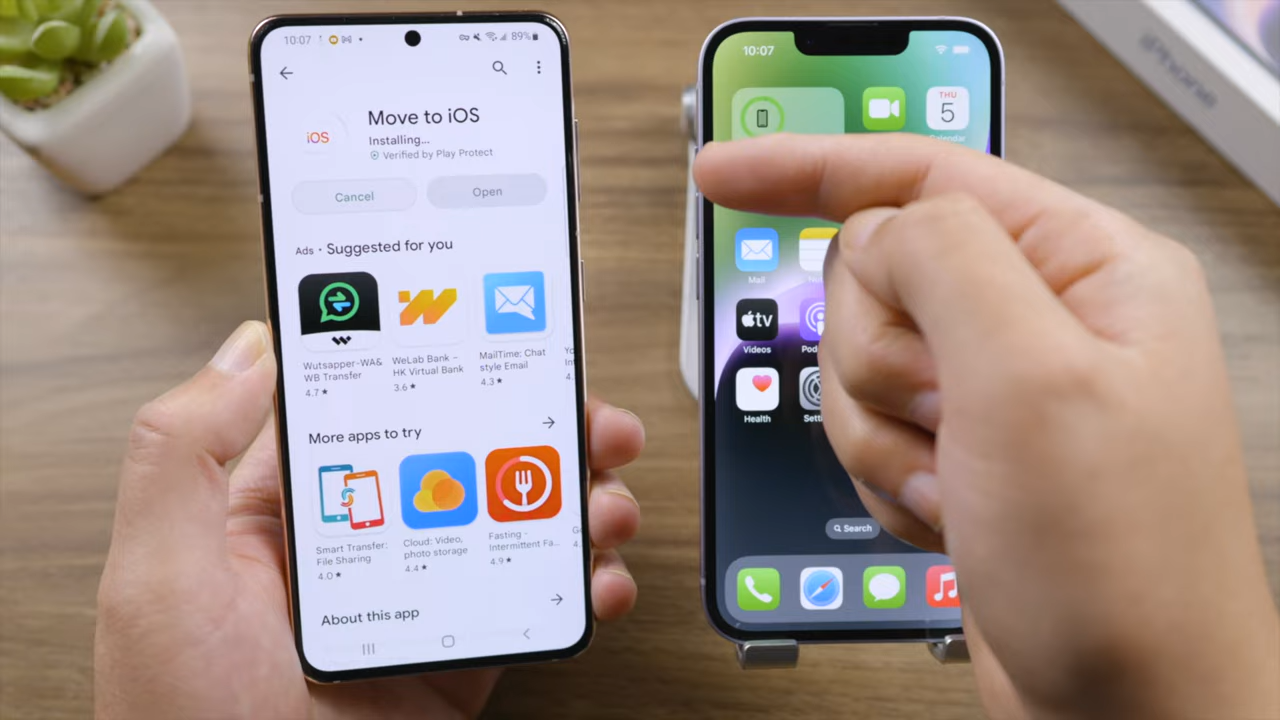 10:07
89%
Move to iOS
iOS
Installing...
Verified by Play Protect
Cancel
Open
Ads • Suggested for you
Wutsapper-WA&
WB Transfer
4.7★
WeLab Bank –
HK Virtual Bank
3.6★
MailTime: Chat
style Email
4.3★
More apps to try
Smart Transfer:
File Sharing
4.0★
Cloud: Video,
photo storage
4.4★
Fasting -
Intermittent Fa...
4.9★
About this app
10:07
THU
5
Calendar
Mail
tv
Videos
Health
Search
iPhone